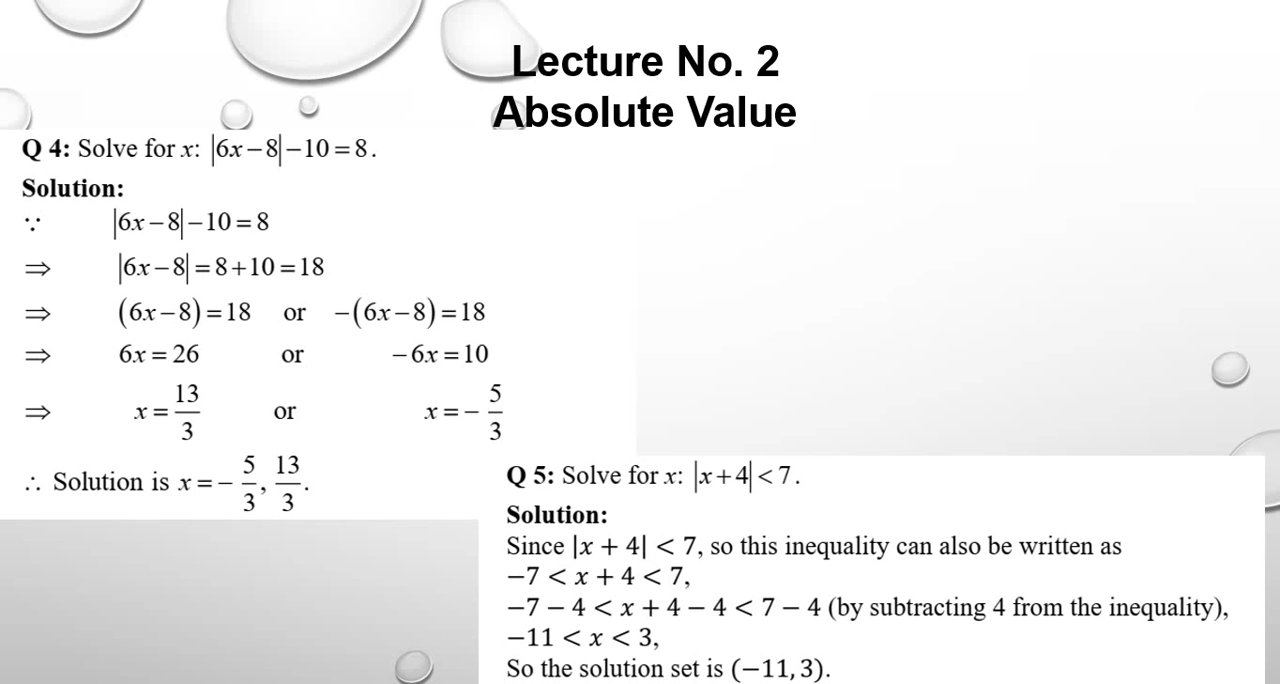 Lecture No. 2
Absolute Value
Q 4: Solve for x: |6x−8|−10=8.
Solution:
∵ |6x−8|−10=8
⇒ |6x−8|=8+10=18
⇒ (6x−8)=18 or −(6x−8)=18
⇒ 6x=26 or −6x=10
⇒ x=13/3 or x=−5/3
∴ Solution is x=−5/3, 13/3.
Q 5: Solve for x: |x+4|<7.
Solution:
Since |x + 4| < 7, so this inequality can also be written as
−7 < x + 4 < 7,
−7 − 4 < x + 4 − 4 < 7 − 4 (by subtracting 4 from the inequality),
−11 < x < 3,
So the solution set is (−11, 3).